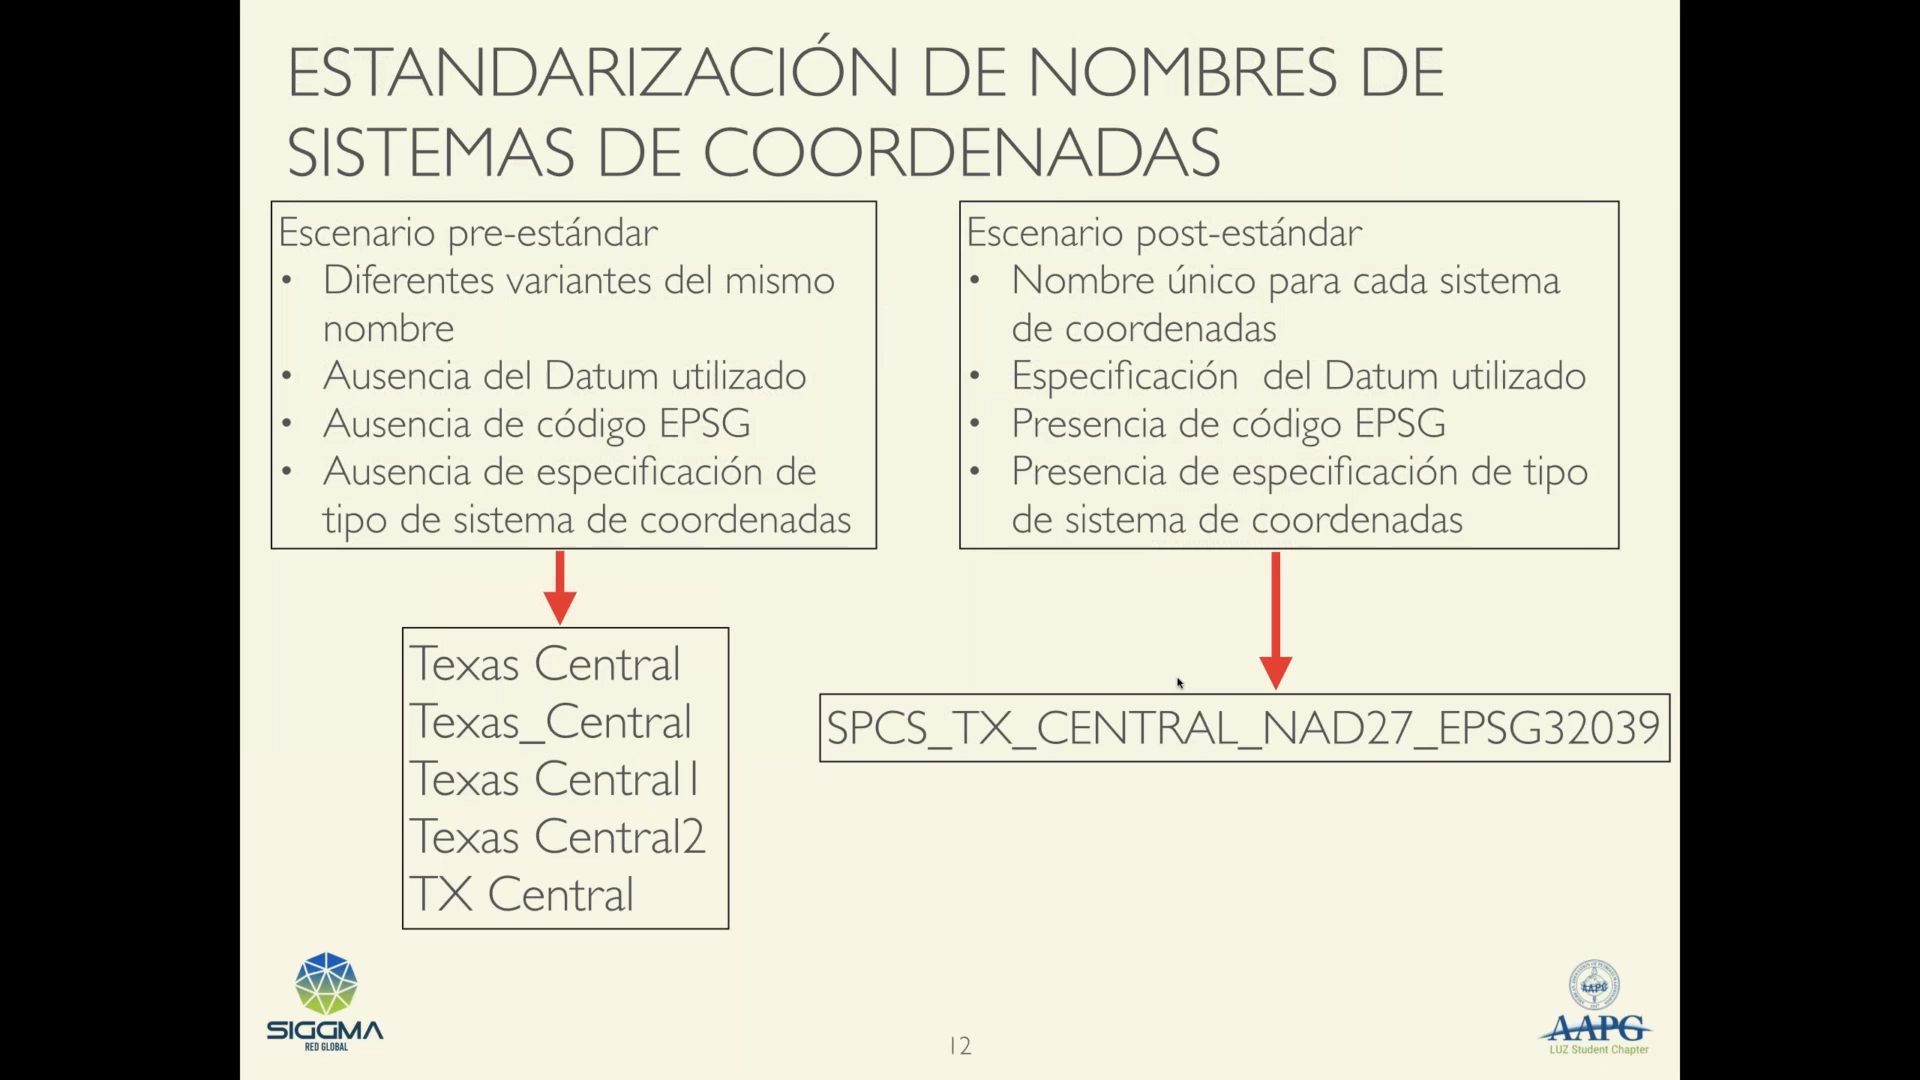 ESTANDARIZACIÓN DE NOMBRES DE
SISTEMAS DE COORDENADAS
Escenario pre-estándar
• Diferentes variantes del mismo
nombre
• Ausencia del Datum utilizado
• Ausencia de código EPSG
• Ausencia de especificación de
tipo de sistema de coordenadas
Escenario post-estándar
• Nombre único para cada sistema
de coordenadas
• Especificación del Datum utilizado
• Presencia de código EPSG
• Presencia de especificación de tipo
de sistema de coordenadas
Texas Central
Texas_Central
Texas Central1
Texas Central2
TX Central
SPCS_TX_CENTRAL_NAD27_EPSG32039
SIGGMA
RED GLOBAL
12
AAPG
AAPG
LUZ Student Chapter